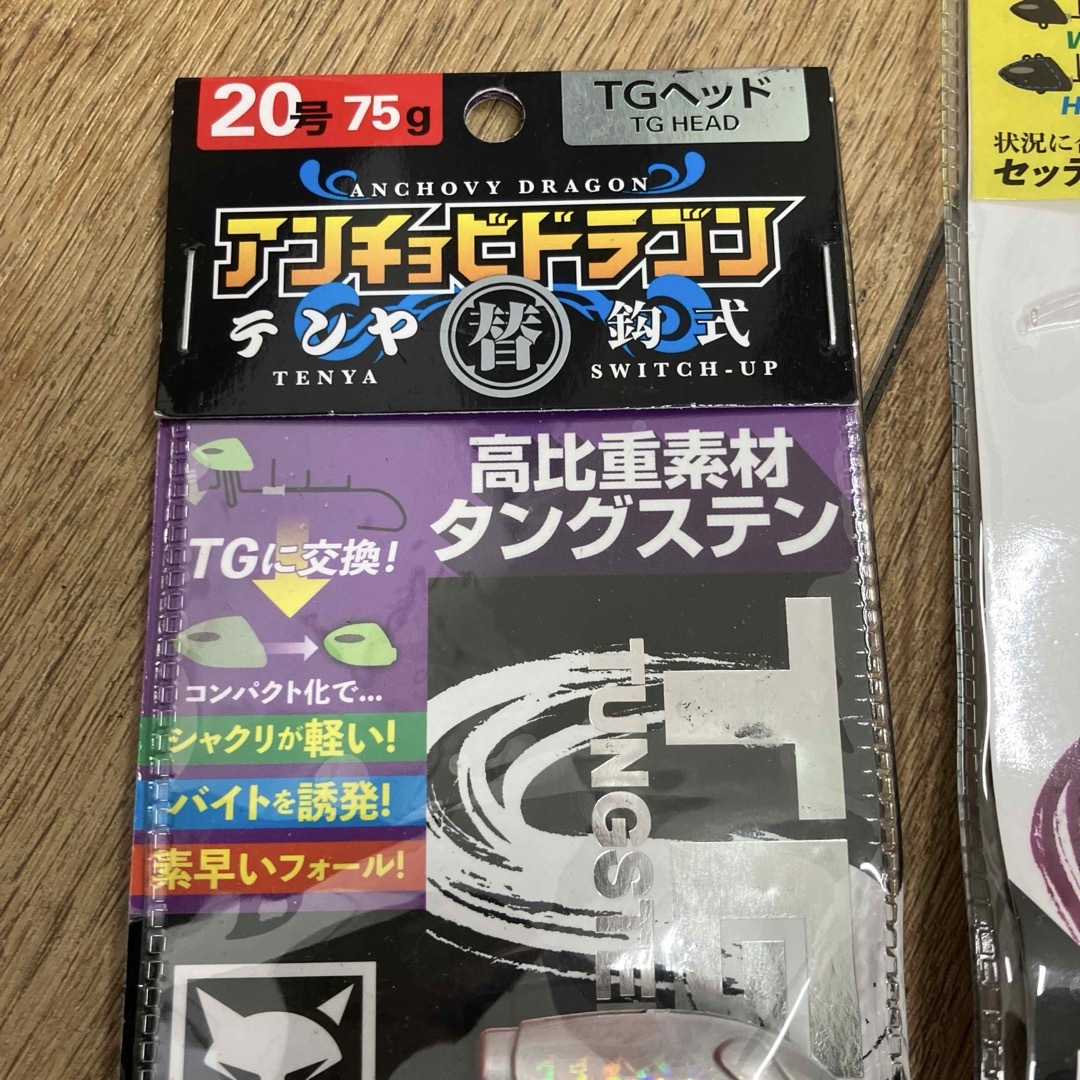 20号 75g
TGヘッド
TG HEAD
ANCHOVY DRAGON
アンチョビドラゴン
テンヤ 替 鈎式
TENYA SWITCH-UP
高比重素材
タングステン
TGに交換!
コンパクト化で...
シャクリが軽い!
バイトを誘発!
素早いフォール!
T
TUNGSTE
状況に
セッテ